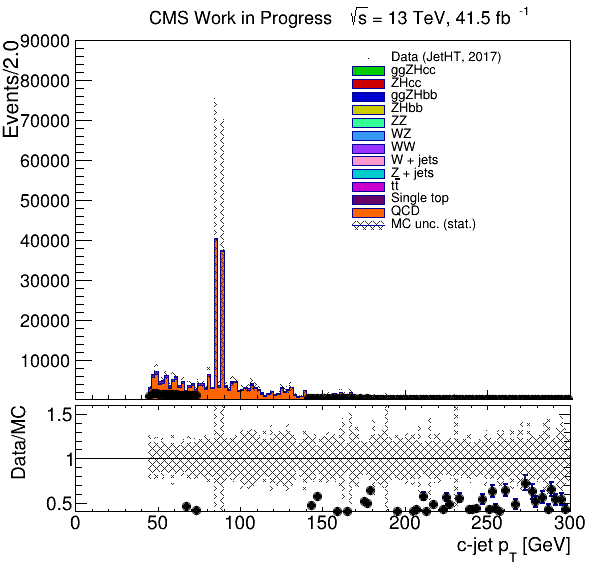 CMS Work in Progress √s = 13 TeV, 41.5 fb⁻¹
Events/2.0
90000
80000
70000
60000
50000
40000
30000
20000
10000
Data (JetHT, 2017)
ggZHcc
ZHcc
ggZHbb
ZHbb
ZZ
WZ
WW
W + jets
Z + jets
tt̅
Single top
QCD
MC unc. (stat.)
Data/MC
1.5
1
0.5
0 50 100 150 200 250 300
c-jet p_T [GeV]